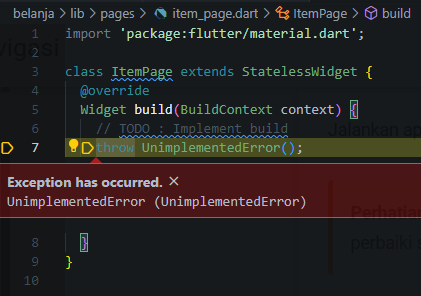 belanja > lib > pages > item_page.dart > ItemPage > build
1 import 'package:flutter/material.dart';
2
3 class ItemPage extends StatelessWidget {
4 @override
5 Widget build(BuildContext context) {
6 // TODO : Implement build
7 throw UnimplementedError();
Exception has occurred. ×
UnimplementedError (UnimplementedError)
8 }
9 }
10
vigasi
Jalankan ap
Perhatian
perbaiki s